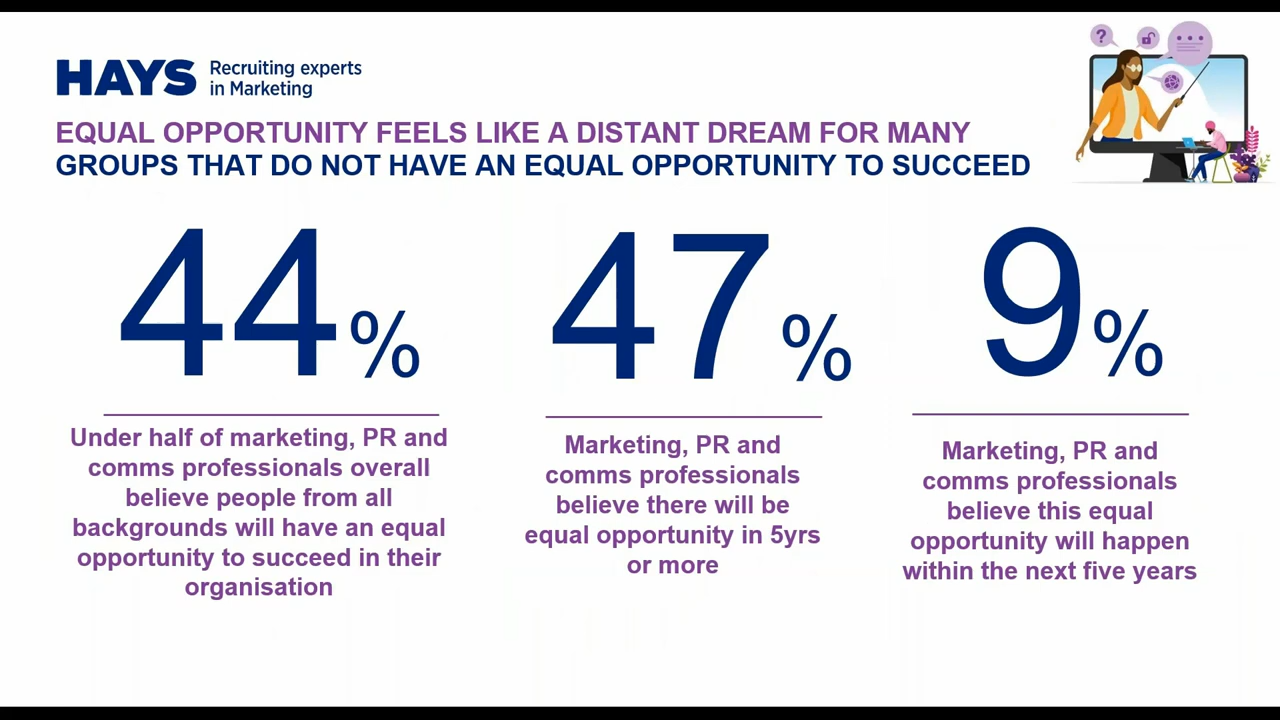 HAYS Recruiting experts
in Marketing
EQUAL OPPORTUNITY FEELS LIKE A DISTANT DREAM FOR MANY
GROUPS THAT DO NOT HAVE AN EQUAL OPPORTUNITY TO SUCCEED
?
44%
Under half of marketing, PR and
comms professionals overall
believe people from all
backgrounds will have an equal
opportunity to succeed in their
organisation
47%
Marketing, PR and
comms professionals
believe there will be
equal opportunity in 5yrs
or more
9%
Marketing, PR and
comms professionals
believe this equal
opportunity will happen
within the next five years